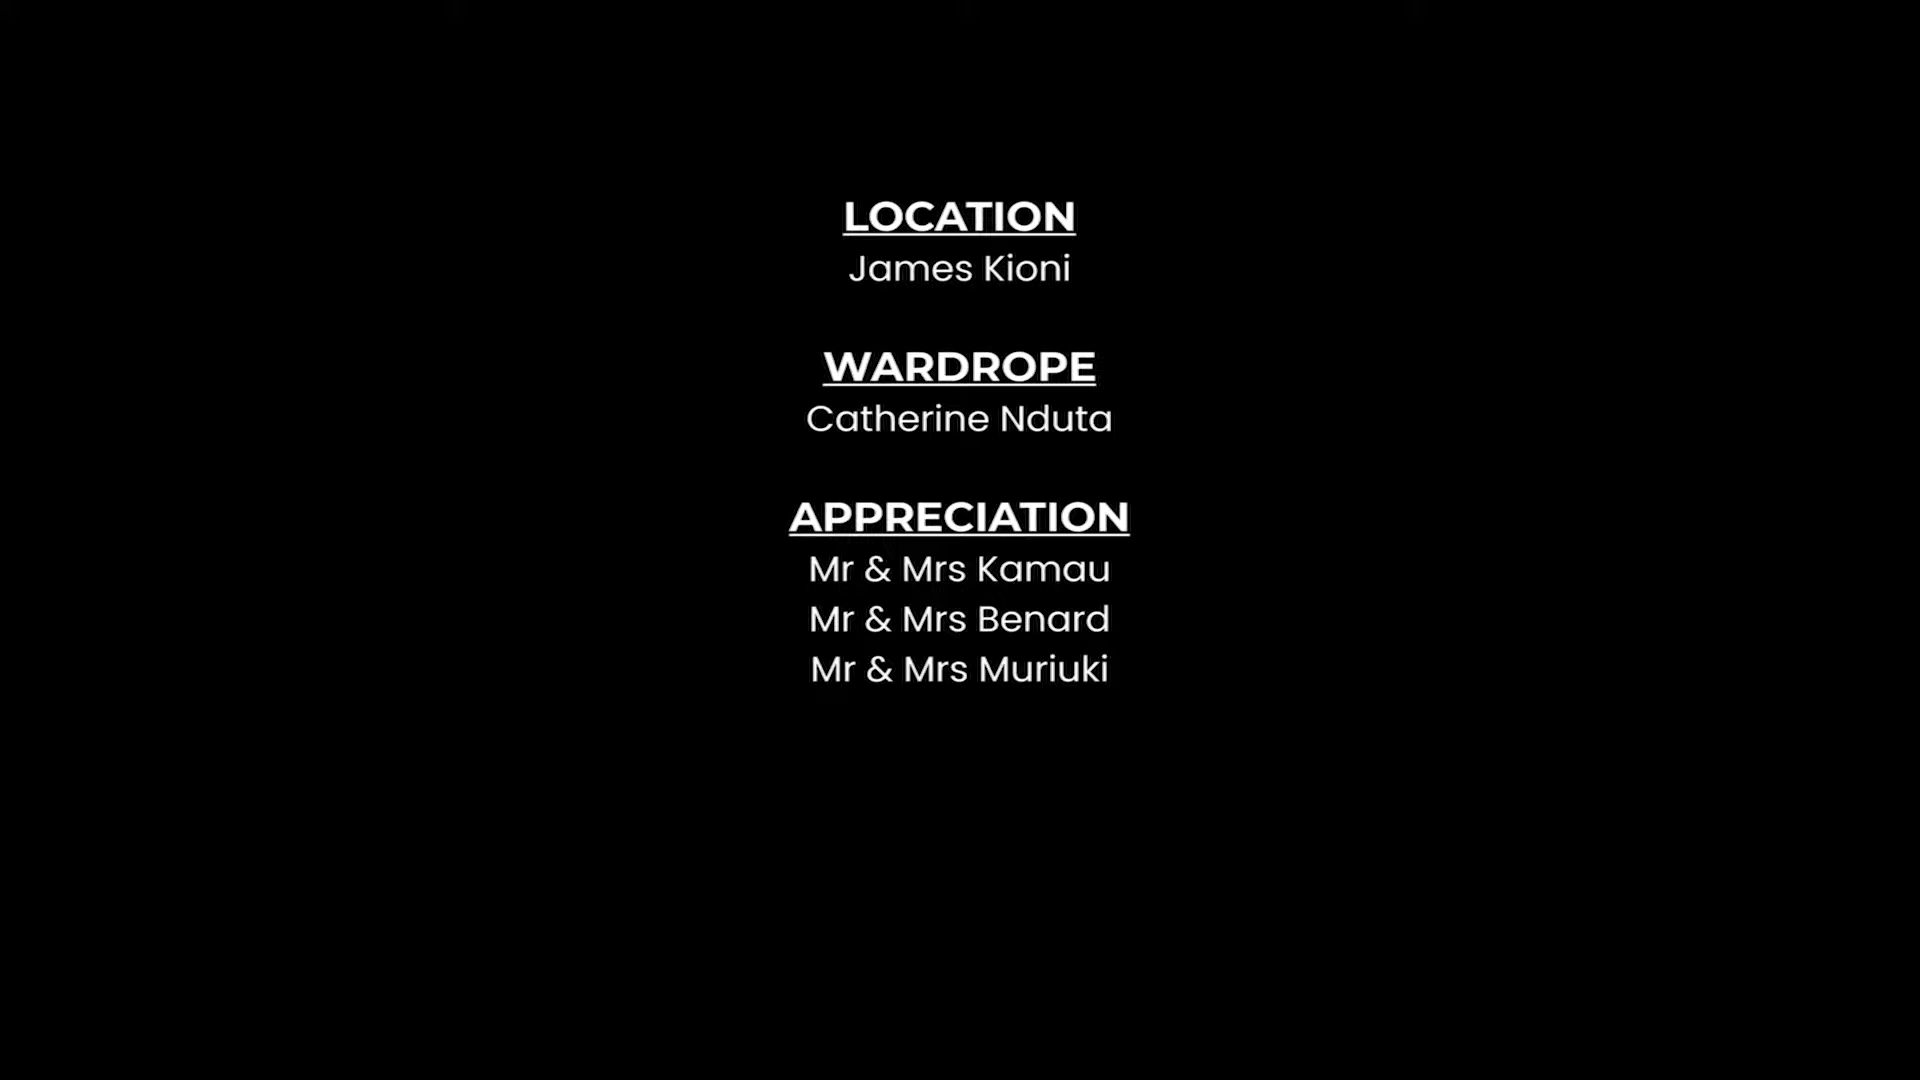 LOCATION
James Kioni
WARDROPE
Catherine Nduta
APPRECIATION
Mr & Mrs Kamau
Mr & Mrs Benard
Mr & Mrs Muriuki